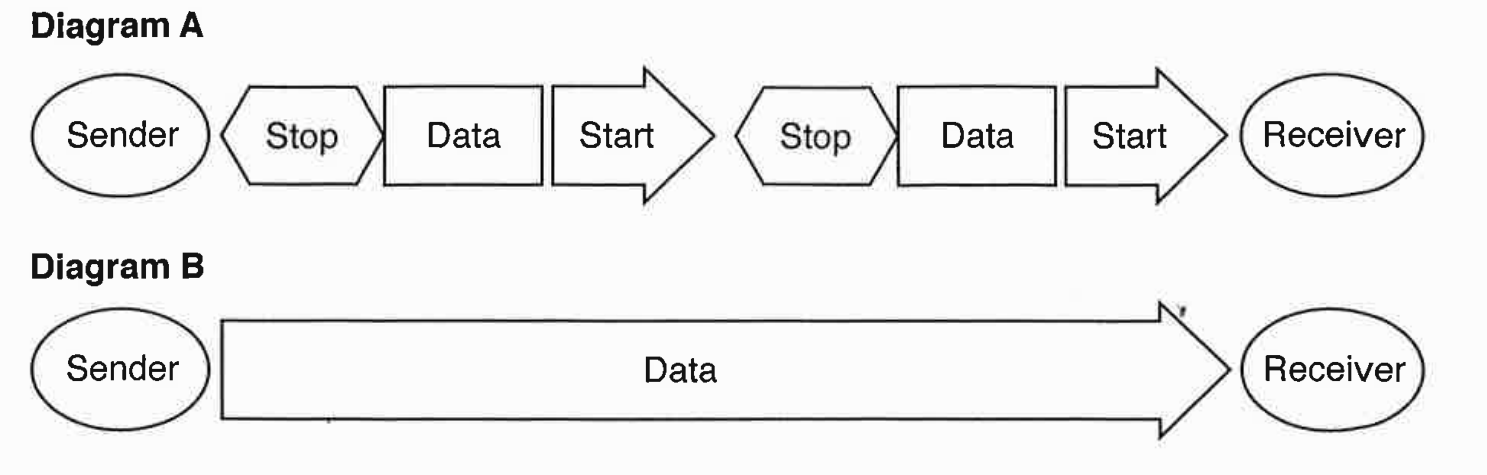 Diagram A
Sender Stop Data Start Stop Data Start Receiver
Diagram B
Sender Data Receiver